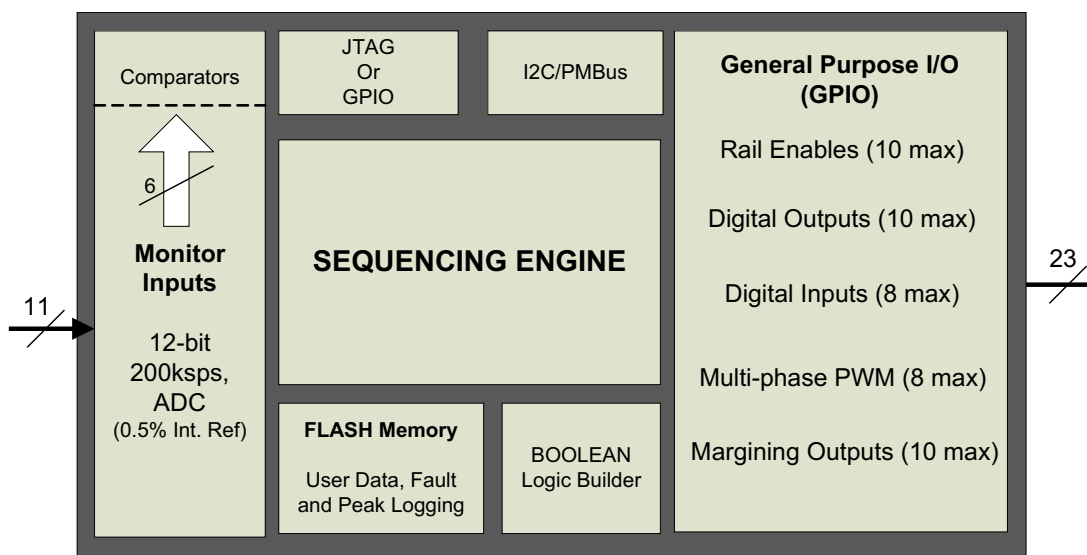 Comparators
6
Monitor
Inputs
12-bit
200ksps,
ADC
(0.5% Int. Ref)
11
JTAG
Or
GPIO
I2C/PMBus
SEQUENCING ENGINE
FLASH Memory
User Data, Fault
and Peak Logging
BOOLEAN
Logic Builder
General Purpose I/O
(GPIO)
Rail Enables (10 max)
Digital Outputs (10 max)
Digital Inputs (8 max)
Multi-phase PWM (8 max)
Margining Outputs (10 max)
23